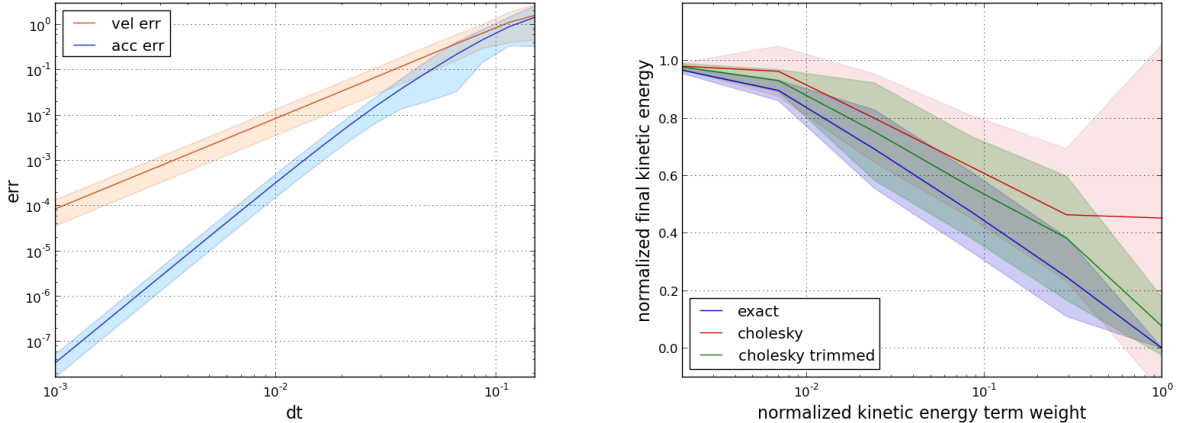 err
10^0
10^-1
10^-2
10^-3
10^-4
10^-5
10^-6
10^-7
vel err
acc err
10^-3
10^-2
10^-1
dt
normalized final kinetic energy
1.0
0.8
0.6
0.4
0.2
0.0
exact
cholesky
cholesky trimmed
10^-2
10^-1
10^0
normalized kinetic energy term weight